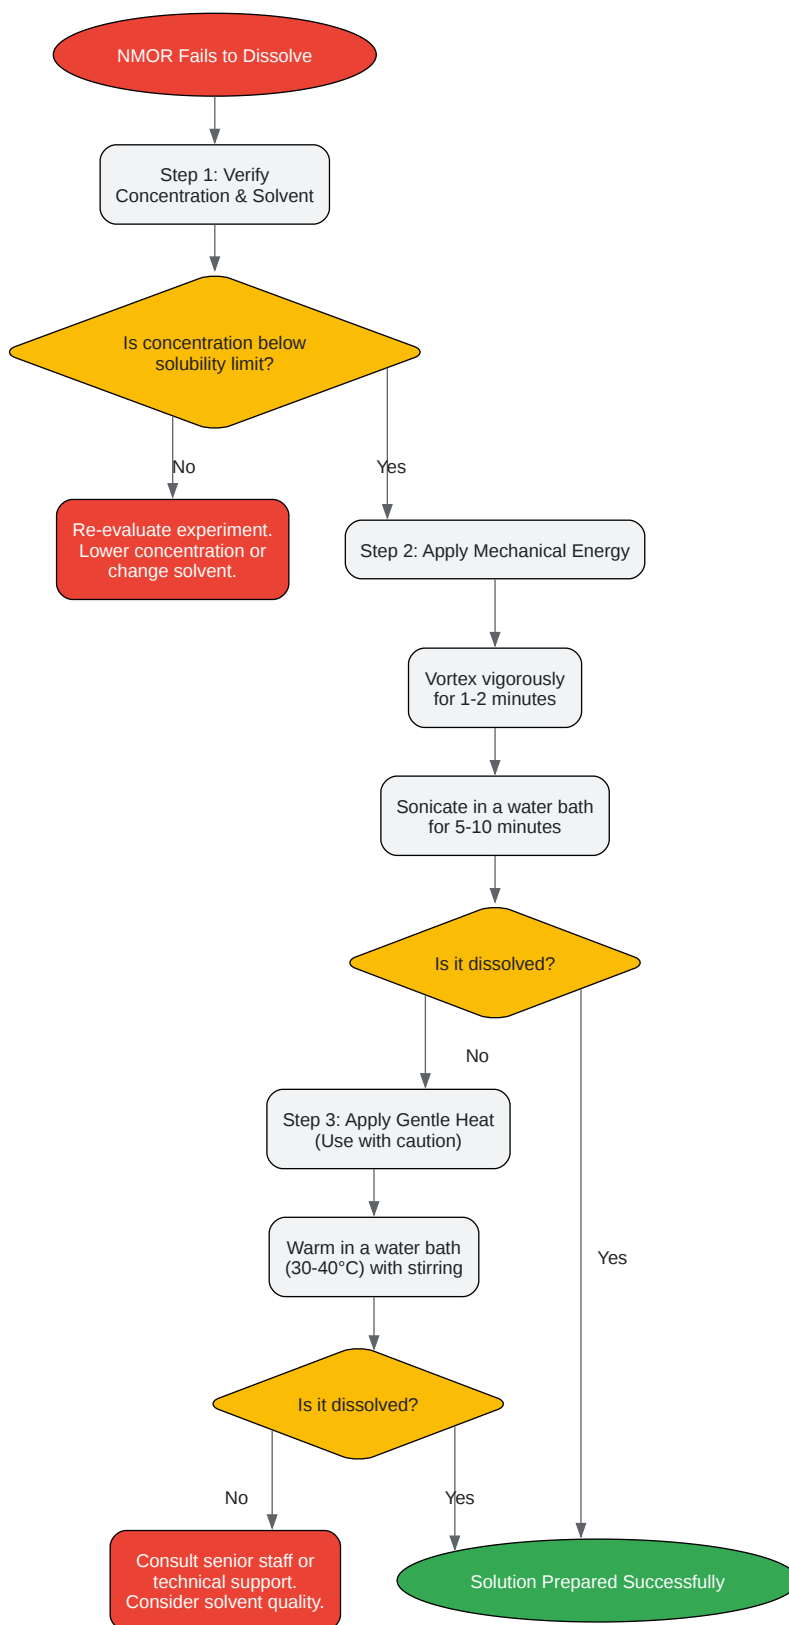 NMOR Fails to Dissolve
Step 1: Verify
Concentration & Solvent
Is concentration below
solubility limit?
No
Yes
Re-evaluate experiment.
Lower concentration or
change solvent.
Step 2: Apply Mechanical Energy
Vortex vigorously
for 1-2 minutes
Sonicate in a water bath
for 5-10 minutes
Is it dissolved?
No
Step 3: Apply Gentle Heat
(Use with caution)
Warm in a water bath
(30-40°C) with stirring
Yes
Is it dissolved?
No
Yes
Consult senior staff or
technical support.
Consider solvent quality.
Solution Prepared Successfully